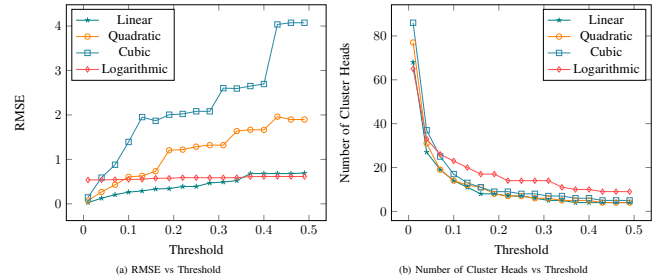 Linear
Quadratic
Cubic
Logarithmic
4
3
2
1
0
RMSE
0 0.1 0.2 0.3 0.4 0.5
Threshold
(a) RMSE vs Threshold
Linear
Quadratic
Cubic
Logarithmic
80
60
40
20
0
Number of Cluster Heads
0 0.1 0.2 0.3 0.4 0.5
Threshold
(b) Number of Cluster Heads vs Threshold